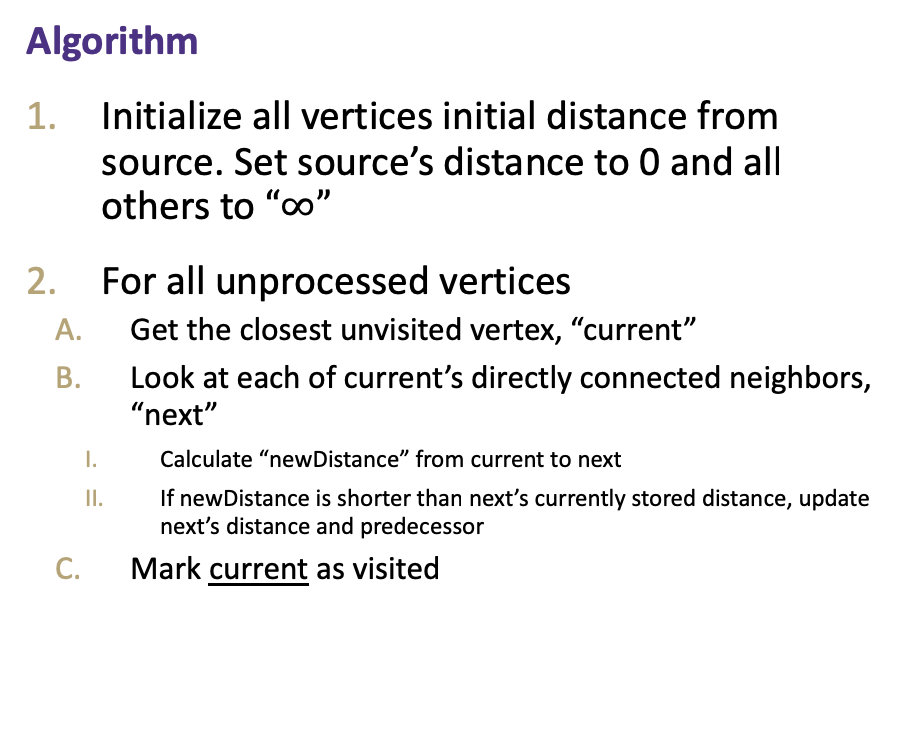 Algorithm
1. Initialize all vertices initial distance from
source. Set source’s distance to 0 and all
others to “∞”
2. For all unprocessed vertices
A. Get the closest unvisited vertex, “current”
B. Look at each of current’s directly connected neighbors,
“next”
I. Calculate “newDistance” from current to next
II. If newDistance is shorter than next’s currently stored distance, update
next’s distance and predecessor
C. Mark current as visited